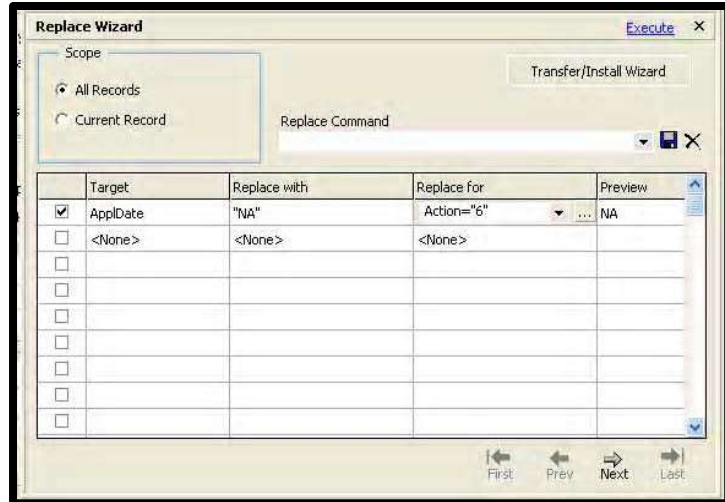 Replace Wizard Execute X
Scope
All Records
Current Record
Transfer/Install Wizard
Replace Command
Target Replace with Replace for Preview
ApplDate "NA" Action="6" ... NA
<None> <None> <None>
First Prev Next Last